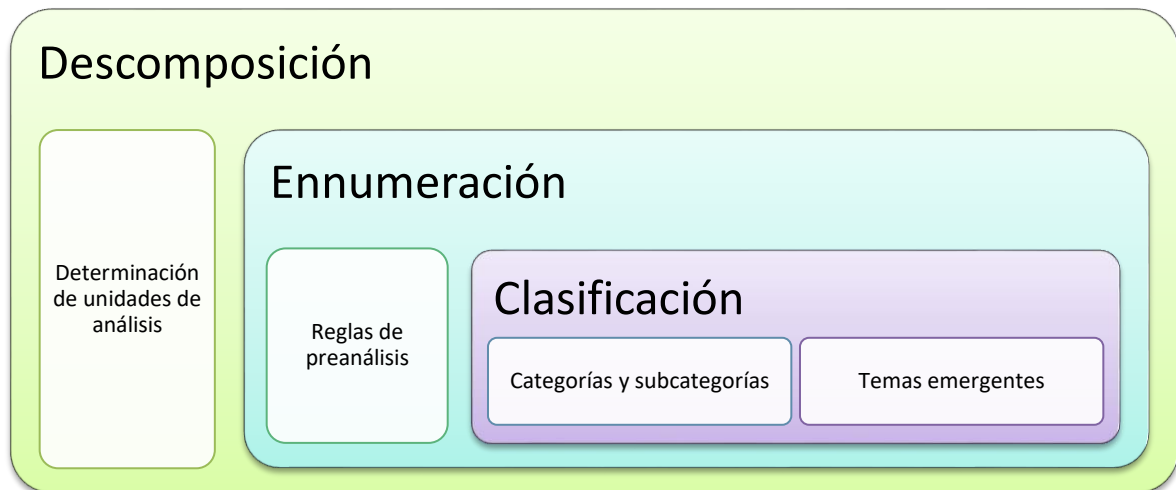 Descomposición
Determinación
de unidades de
análisis
Ennumeración
Reglas de
preanálisis
Clasificación
Categorías y subcategorías
Temas emergentes